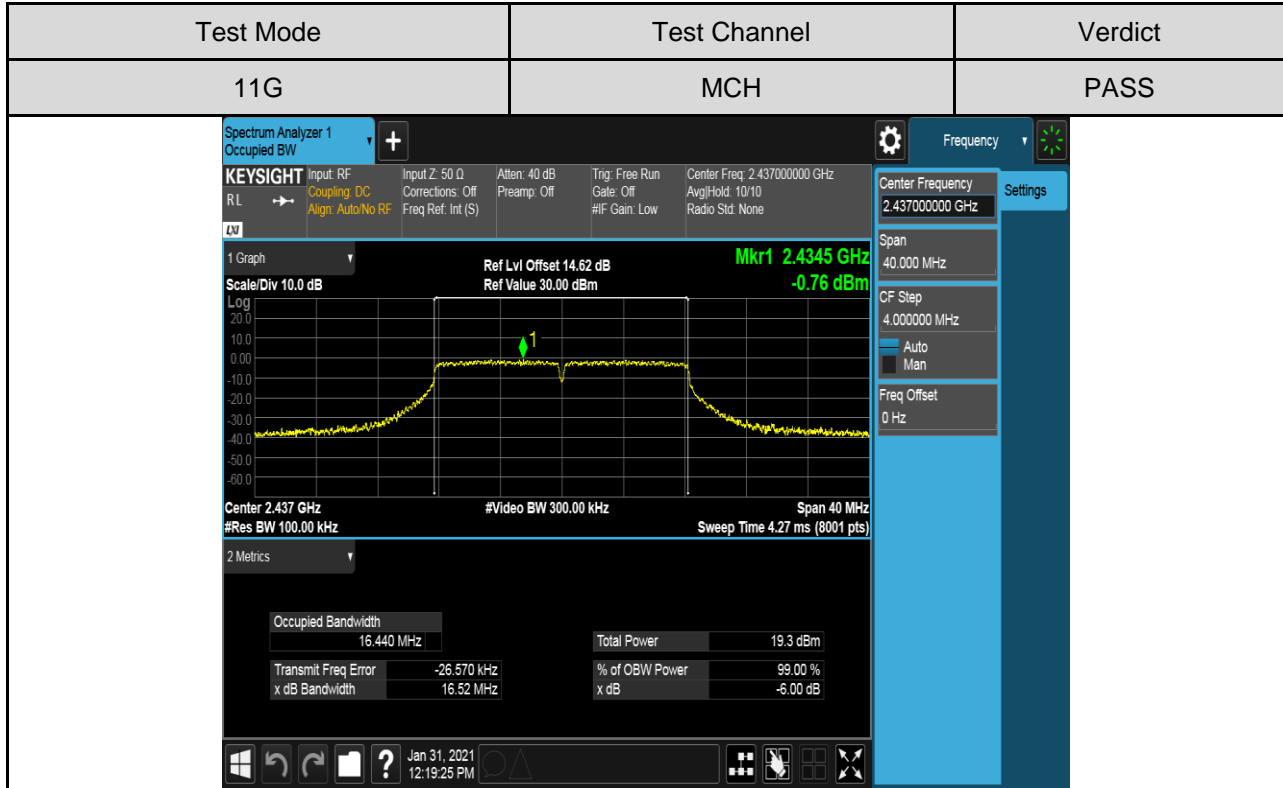 Test Mode Test Channel Verdict
11G MCH PASS
Spectrum Analyzer 1
Occupied BW
+
Frequency
KEYSIGHT
RL
LXI
Input: RF
Coupling: DC
Align: Auto/No RF
Input Z: 50 Ω
Corrections: Off
Freq Ref: Int (S)
Atten: 40 dB
Preamp: Off
Trig: Free Run
Gate: Off
#IF Gain: Low
Center Freq: 2.437000000 GHz
Avg|Hold: 10/10
Radio Std: None
Center Frequency
2.437000000 GHz
Settings
Span
40.000 MHz
CF Step
4.000000 MHz
Auto
Man
Freq Offset
0 Hz
1 Graph
Scale/Div 10.0 dB
Ref Lvl Offset 14.62 dB
Ref Value 30.00 dBm
Mkr1 2.4345 GHz
-0.76 dBm
Log
20.0
10.0
0.00
-10.0
-20.0
-30.0
-40.0
-50.0
-60.0
1
Center 2.437 GHz #Video BW 300.00 kHz Span 40 MHz
#Res BW 100.00 kHz Sweep Time 4.27 ms (8001 pts)
2 Metrics
Occupied Bandwidth
16.440 MHz
Total Power 19.3 dBm
Transmit Freq Error -26.570 kHz % of OBW Power 99.00 %
x dB Bandwidth 16.52 MHz x dB -6.00 dB
?
Jan 31, 2021
12:19:25 PM